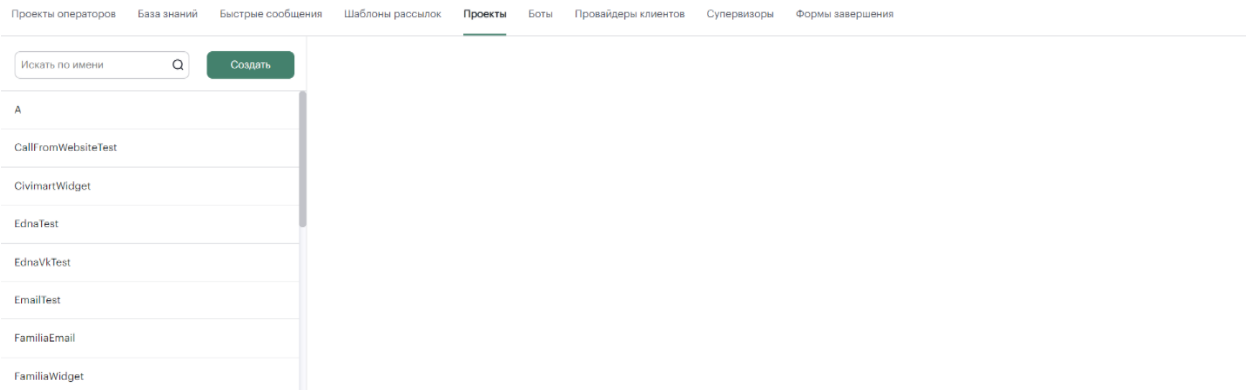 Проекты операторов База знаний Быстрые сообщения Шаблоны рассылок Проекты Боты Провайдеры клиентов Супервизоры Формы завершения
Искать по имени Создать
A
CallFromWebsiteTest
CivimartWidget
EdnaTest
EdnaVkTest
EmailTest
FamiliaEmail
FamiliaWidget